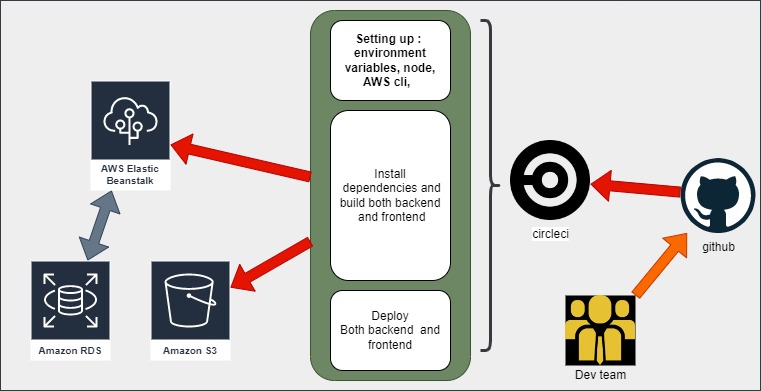 Setting up :
environment
variables, node,
AWS cli,
Install
dependencies and
build both backend
and frontend
Deploy
Both backend and
frontend
AWS Elastic
Beanstalk
Amazon RDS
Amazon S3
circleci
github
Dev team